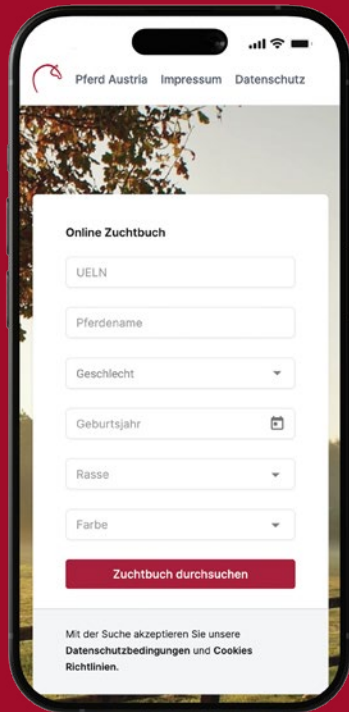 Pferd Austria Impressum Datenschutz
Online Zuchtbuch
UELN
Pferdename
Geschlecht
Geburtsjahr
Rasse
Farbe
Zuchtbuch durchsuchen
Mit der Suche akzeptieren Sie unsere
Datenschutzbedingungen und Cookies
Richtlinien.